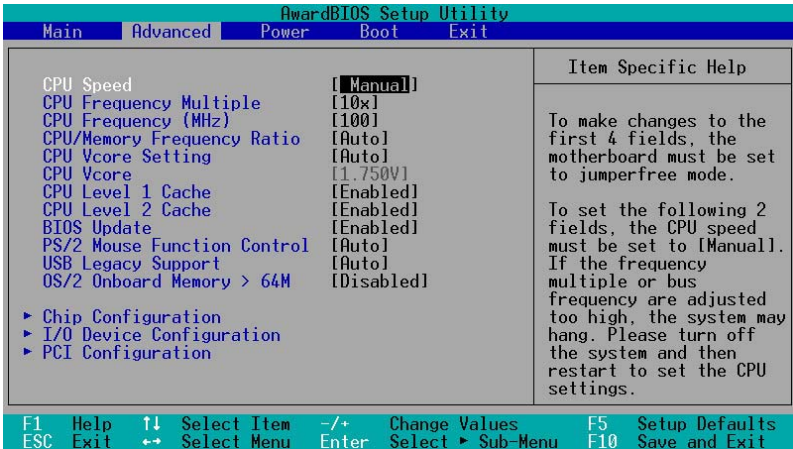 AwardBIOS Setup Utility
Main Advanced Power Boot Exit
CPU Speed [ Manual]
CPU Frequency Multiple [10x]
CPU Frequency (MHz) [100]
CPU/Memory Frequency Ratio [Auto]
CPU Vcore Setting [Auto]
CPU Vcore [1.750V]
CPU Level 1 Cache [Enabled]
CPU Level 2 Cache [Enabled]
BIOS Update [Enabled]
PS/2 Mouse Function Control [Auto]
USB Legacy Support [Auto]
OS/2 Onboard Memory > 64M [Disabled]
► Chip Configuration
► I/O Device Configuration
► PCI Configuration
Item Specific Help
To make changes to the
first 4 fields, the
motherboard must be set
to jumperfree mode.
To set the following 2
fields, the CPU speed
must be set to [Manual].
If the frequency
multiple or bus
frequency are adjusted
too high, the system may
hang. Please turn off
the system and then
restart to set the CPU
settings.
F1 Help ↑↓ Select Item -/+ Change Values F5 Setup Defaults
ESC Exit ↔ Select Menu Enter Select ► Sub-Menu F10 Save and Exit